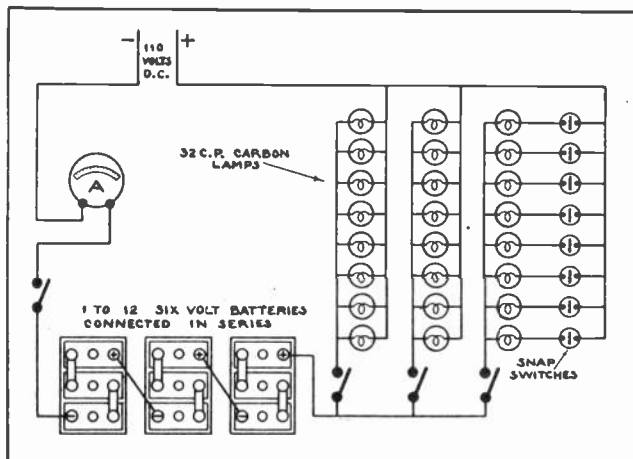 − +
110
VOLTS
D.C.
A
32 C.P. CARBON
LAMPS
1 TO 12 SIX VOLT BATTERIES
CONNECTED IN SERIES
SNAP
SWITCHES